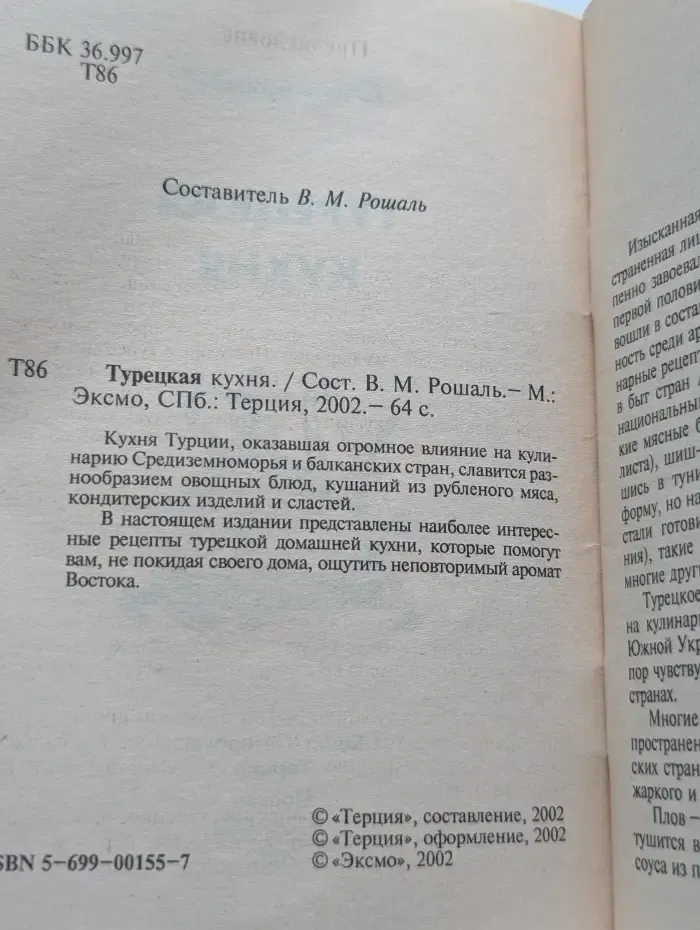 ББК 36.997
Т86
Составитель В. М. Рошаль
Т86
Турецкая кухня. / Сост. В. М. Рошаль.– М.:
Эксмо, СПб.: Терция, 2002.– 64 с.
Кухня Турции, оказавшая огромное влияние на кули-
нарию Средиземноморья и балканских стран, славится раз-
нообразием овощных блюд, кушаний из рубленого мяса,
кондитерских изделий и сластей.
В настоящем издании представлены наиболее интерес-
ные рецепты турецкой домашней кухни, которые помогут
вам, не покидая своего дома, ощутить неповторимый аромат
Востока.
© «Терция», составление, 2002
© «Терция», оформление, 2002
© «Эксмо», 2002
SBN 5-699-00155-7
Изысканная
страненная
пенно завоевал
первой полови
вошли в соста
ность среди
нарные рецеп
в быт стран
национальны
кие мясные
листа), шиш-
шись в
форму, но на
стали готови
ния), такие
многие друг
Турецкое
на кулинар
Южной Укр
пор чувству
странах.
Многие
пространен
ских стран
жаркого и
Плов –
тушится в
соуса из п